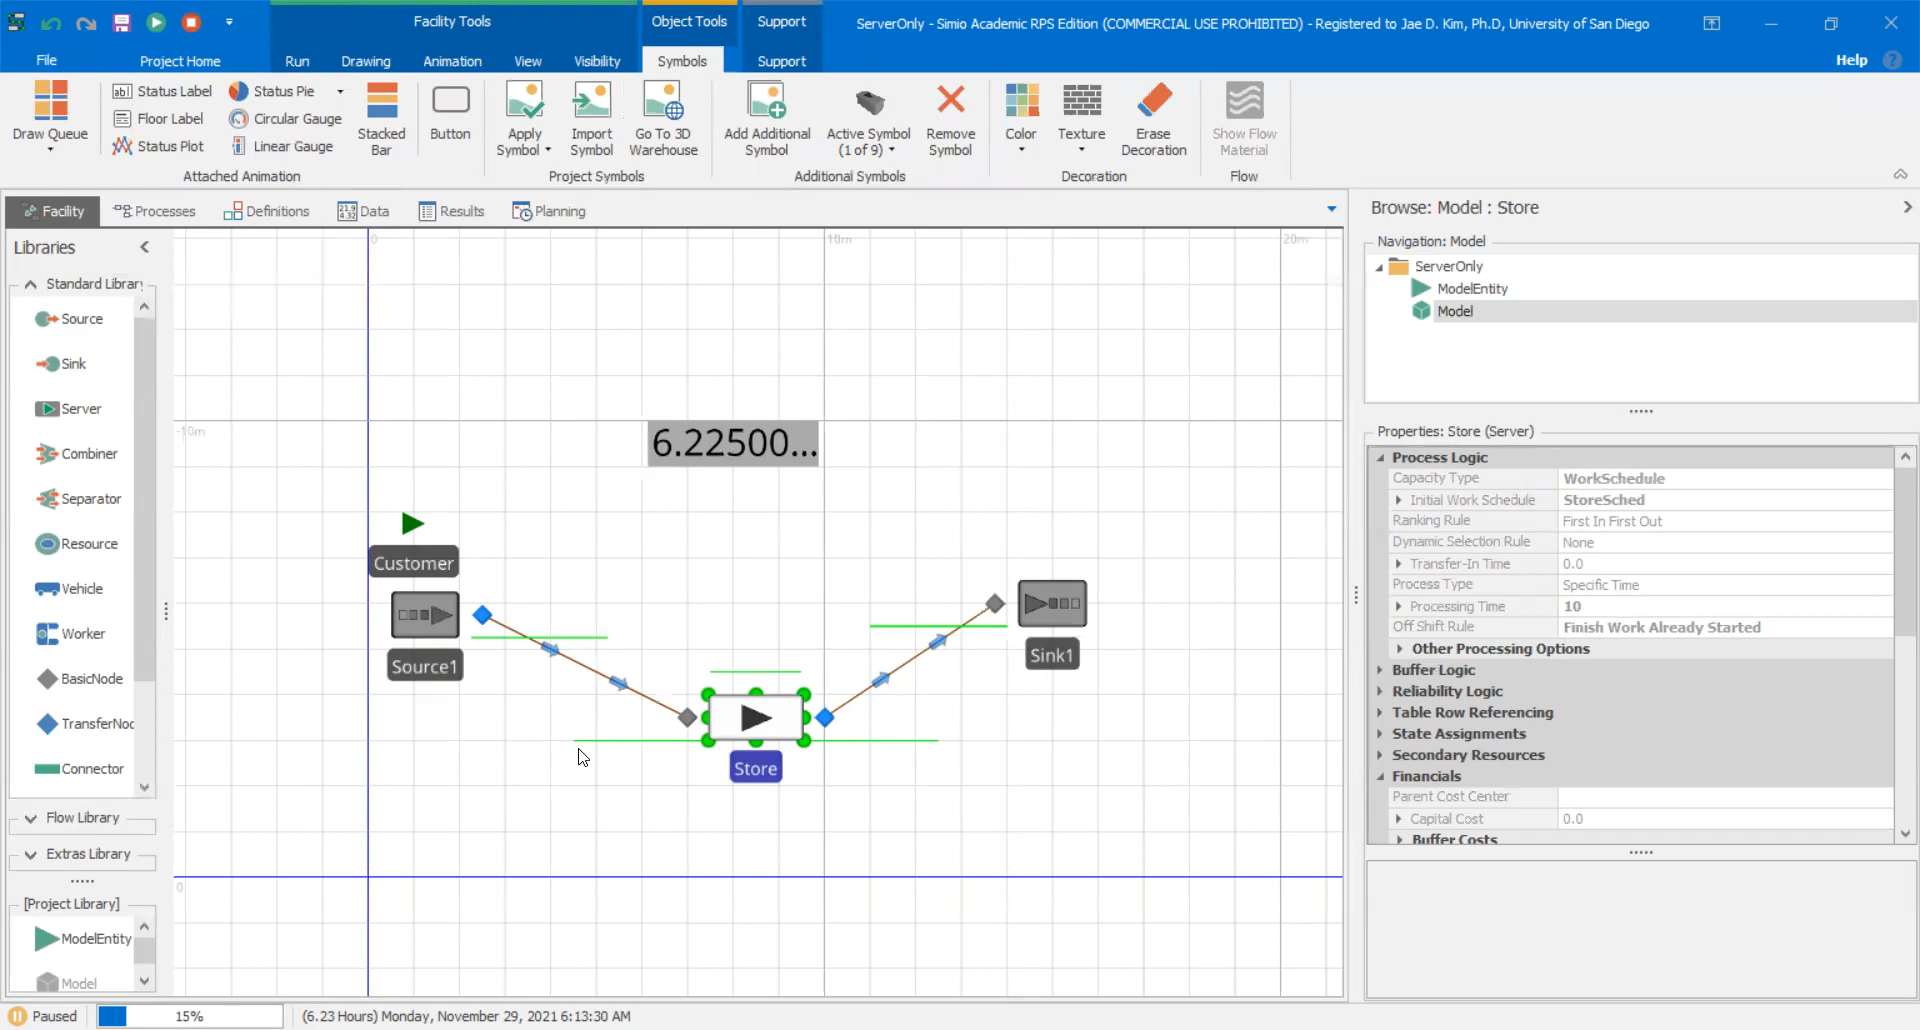 Facility Tools
Object Tools
Support
ServerOnly - Simio Academic RPS Edition (COMMERCIAL USE PROHIBITED) - Registered to Jae D. Kim, Ph.D, University of San Diego
File
Project Home
Run
Drawing
Animation
View
Visibility
Symbols
Support
Help
Draw Queue
Status Label
Floor Label
Status Plot
Status Pie
Circular Gauge
Linear Gauge
Stacked
Bar
Button
Attached Animation
Apply
Symbol
Import
Symbol
Go To 3D
Warehouse
Project Symbols
Add Additional
Symbol
Active Symbol
(1 of 9)
Remove
Symbol
Additional Symbols
Color
Texture
Erase
Decoration
Decoration
Show Flow
Material
Flow
Facility
Processes
Definitions
Data
Results
Planning
Libraries
Standard Library
Source
Sink
Server
Combiner
Separator
Resource
Vehicle
Worker
BasicNode
TransferNod
Connector
Flow Library
Extras Library
[Project Library]
ModelEntity
Model
0
10m
20m
-10m
0
6.22500...
Customer
Source1
Store
Sink1
Browse: Model : Store
Navigation: Model
ServerOnly
ModelEntity
Model
Properties: Store (Server)
Process Logic
Capacity Type WorkSchedule
Initial Work Schedule StoreSched
Ranking Rule First In First Out
Dynamic Selection Rule None
Transfer-In Time 0.0
Process Type Specific Time
Processing Time 10
Off Shift Rule Finish Work Already Started
Other Processing Options
Buffer Logic
Reliability Logic
Table Row Referencing
State Assignments
Secondary Resources
Financials
Parent Cost Center
Capital Cost 0.0
Buffer Costs
Paused
15%
(6.23 Hours) Monday, November 29, 2021 6:13:30 AM